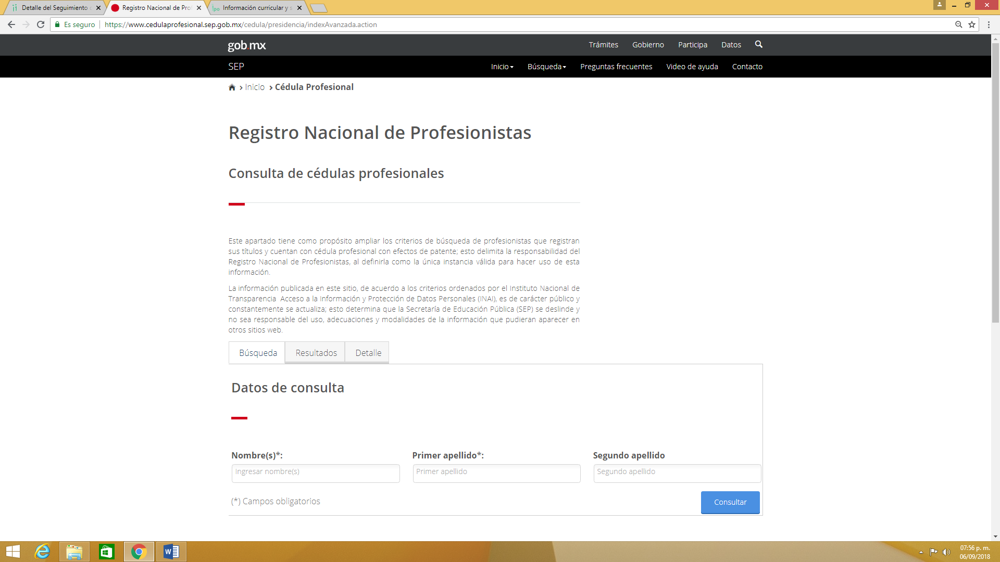 Detalle del Seguimiento
Registro Nacional de Pro
Información curricular y s
Es seguro
https://www.cedulaprofesional.sep.gob.mx/cedula/presidencia/indexAvanzada.action
gob.mx
Trámites
Gobierno
Participa
Datos
SEP
Inicio
Búsqueda
Preguntas frecuentes
Video de ayuda
Contacto
Inicio
Cédula Profesional
Registro Nacional de Profesionistas
Consulta de cédulas profesionales
Este apartado tiene como propósito ampliar los criterios de búsqueda de profesionistas que registran
sus títulos y cuentan con cédula profesional con efectos de patente; esto delimita la responsabilidad del
Registro Nacional de Profesionistas, al definirla como la única instancia válida para hacer uso de esta
información.
La información publicada en este sitio, de acuerdo a los criterios ordenados por el Instituto Nacional de
Transparencia Acceso a la Información y Protección de Datos Personales (INAI), es de carácter público y
constantemente se actualiza; esto determina que la Secretaría de Educación Pública (SEP) se deslinde y
no sea responsable del uso, adecuaciones y modalidades de la información que pudieran aparecer en
otros sitios web.
Búsqueda
Resultados
Detalle
Datos de consulta
Nombre(s)*:
Primer apellido*:
Segundo apellido
Ingresar nombre(s)
Primer apellido
Segundo apellido
(*) Campos obligatorios
Consultar
07:56 p. m.
06/09/2018